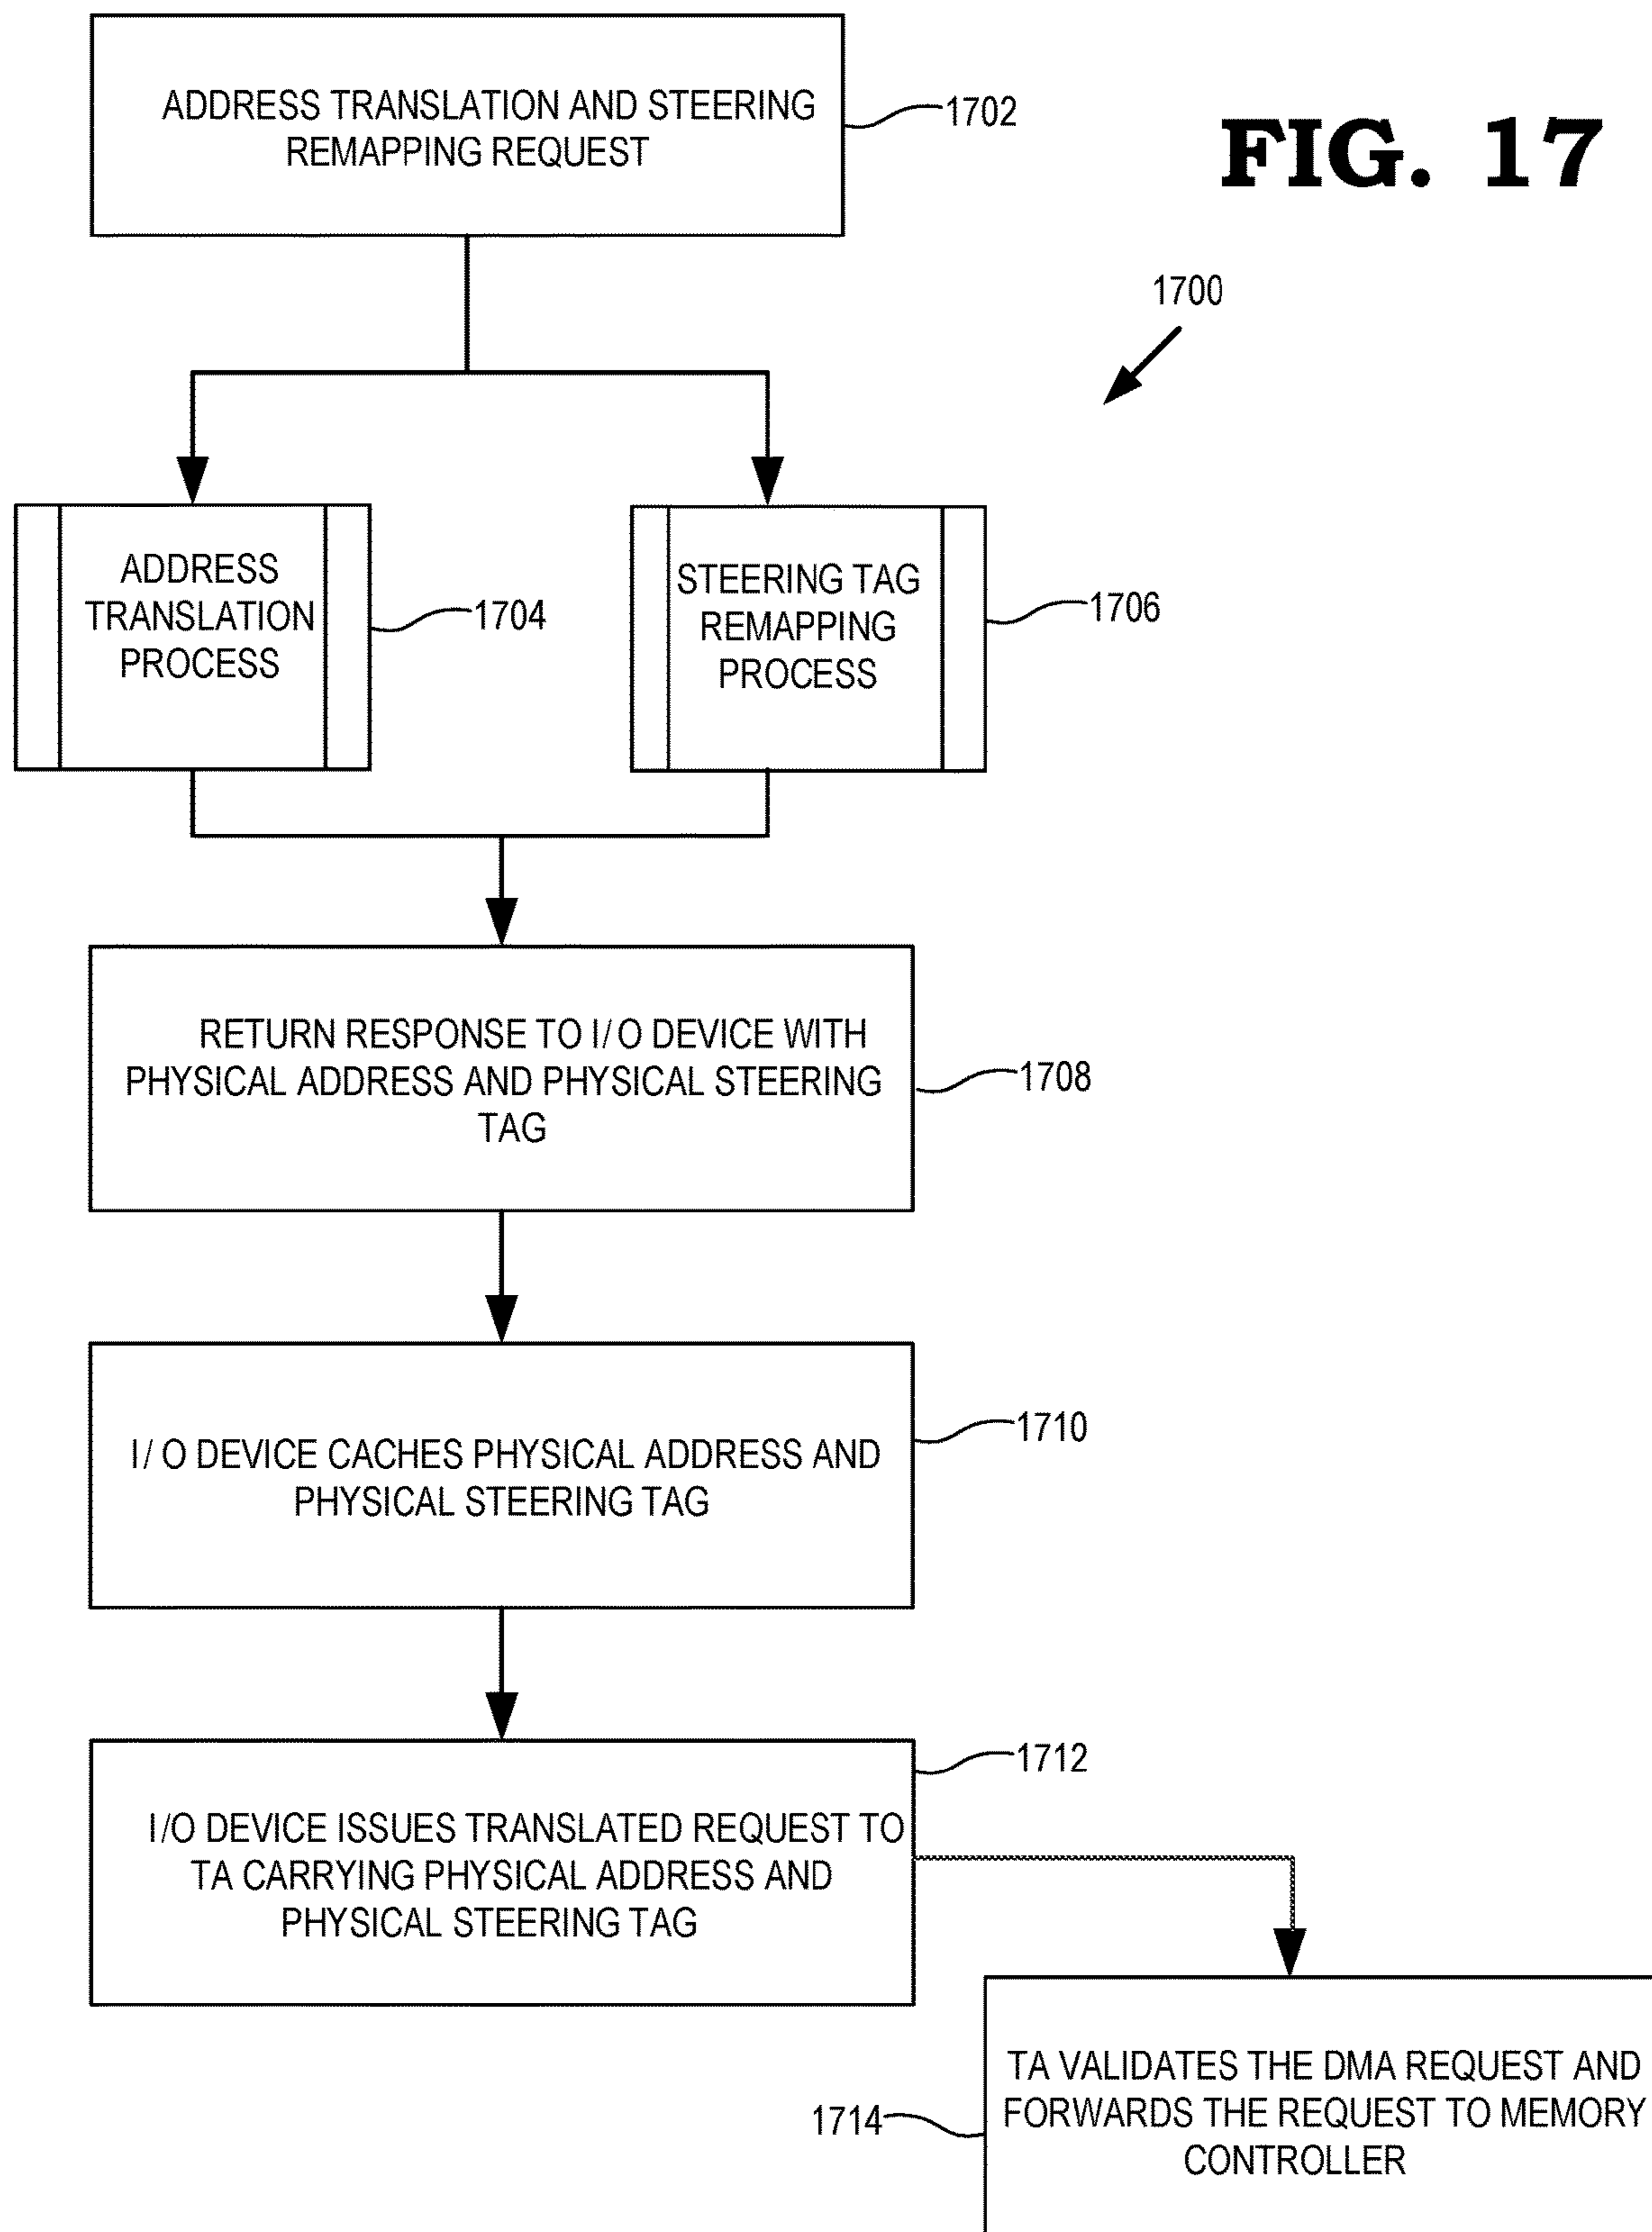 ADDRESS TRANSLATION AND STEERING
REMAPPING REQUEST
1702
FIG. 17
1700
ADDRESS
TRANSLATION
PROCESS
1704
STEERING TAG
REMAPPING
PROCESS
1706
RETURN RESPONSE TO I/O DEVICE WITH
PHYSICAL ADDRESS AND PHYSICAL STEERING
TAG
1708
I/O DEVICE CACHES PHYSICAL ADDRESS AND
PHYSICAL STEERING TAG
1710
I/O DEVICE ISSUES TRANSLATED REQUEST TO
TA CARRYING PHYSICAL ADDRESS AND
PHYSICAL STEERING TAG
1712
TA VALIDATES THE DMA REQUEST AND
FORWARDS THE REQUEST TO MEMORY
CONTROLLER
1714